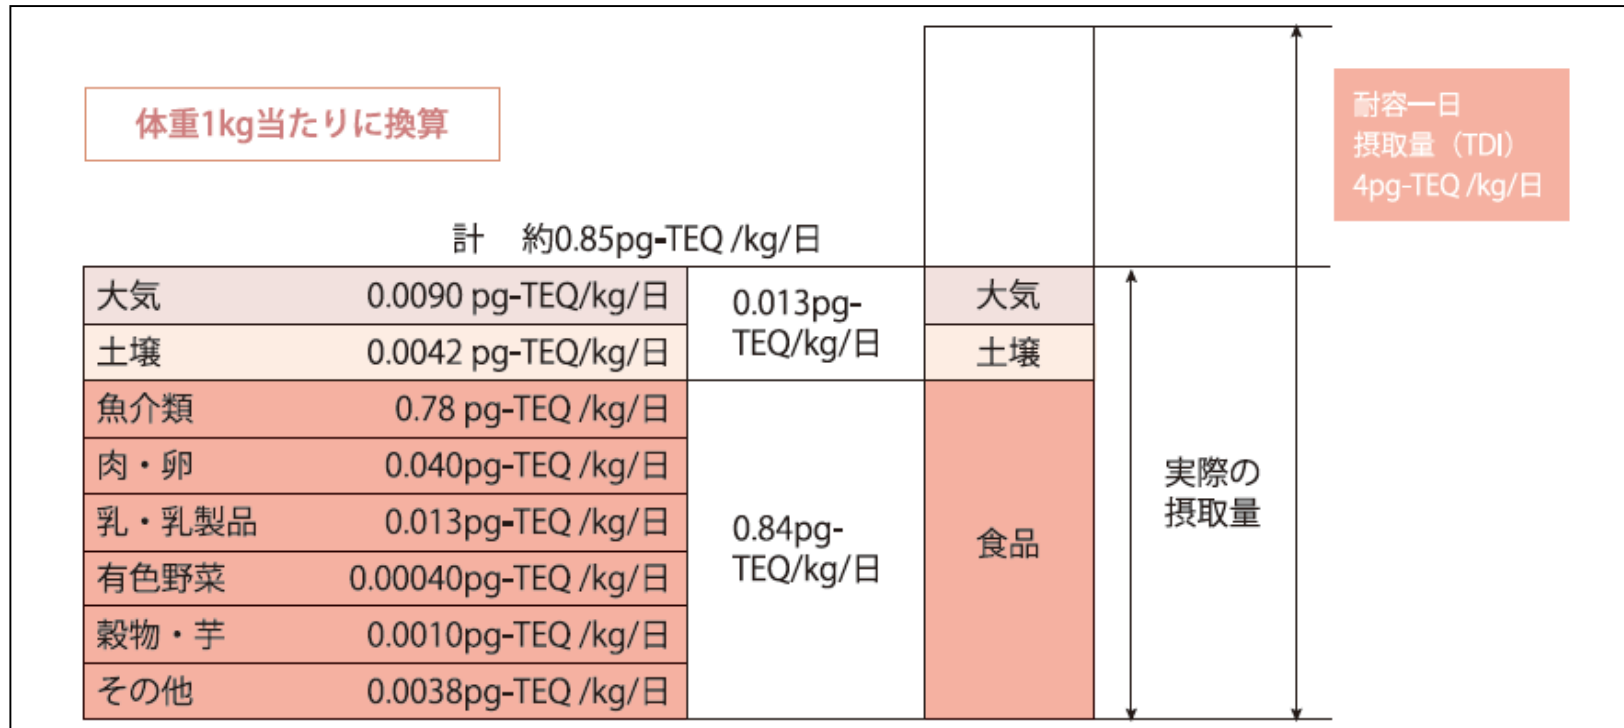 体重1kg当たりに換算
耐容一日
摂取量（TDI）
4pg-TEQ /kg/日
計　約0.85pg-TEQ /kg/日
大気　0.0090 pg-TEQ/kg/日
土壌　0.0042 pg-TEQ/kg/日
魚介類　0.78 pg-TEQ /kg/日
肉・卵　0.040pg-TEQ /kg/日
乳・乳製品　0.013pg-TEQ /kg/日
有色野菜　0.00040pg-TEQ /kg/日
穀物・芋　0.0010pg-TEQ /kg/日
その他　0.0038pg-TEQ /kg/日
0.013pg-
TEQ/kg/日
0.84pg-
TEQ/kg/日
大気
土壌
食品
実際の
摂取量